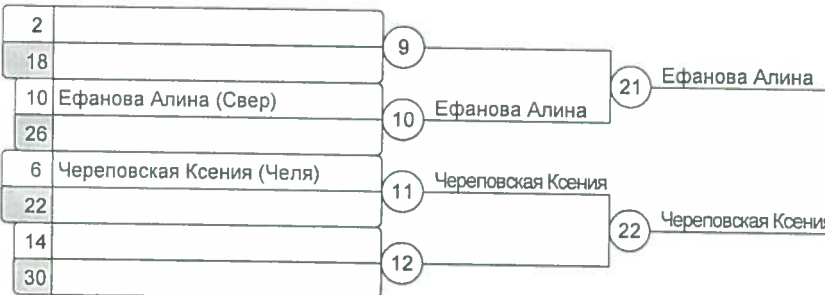 2
18
9
10 Ефанова Алина (Свер)
26
10 Ефанова Алина
21 Ефанова Алина
6 Череповская Ксения (Челя)
22
11 Череповская Ксения
14
30
12
22 Череповская Ксения